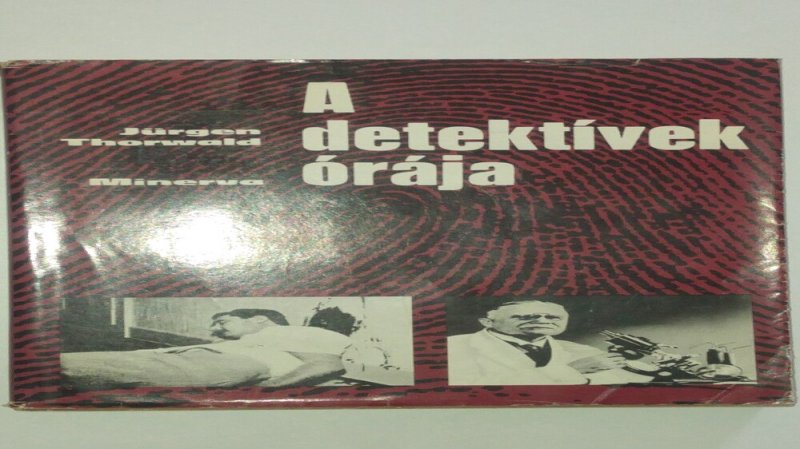 Jürgen
Thorwald
Minerva
A
detektívek
órája